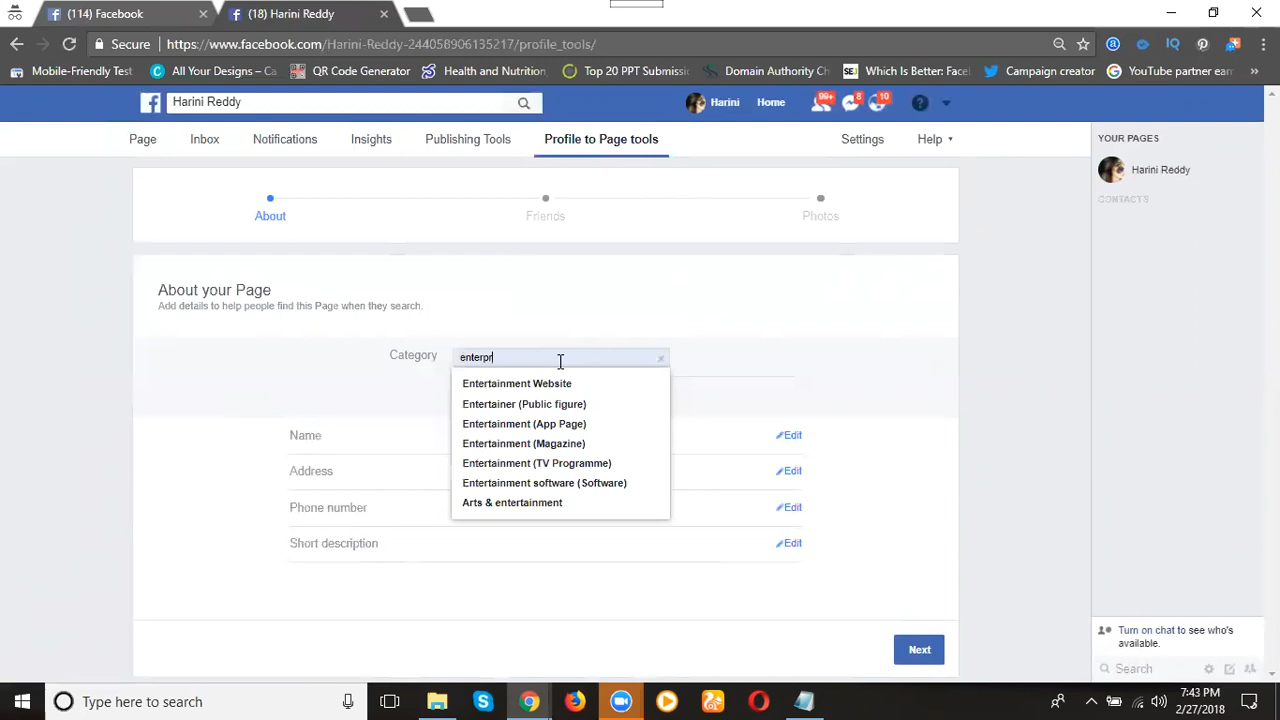 (114) Facebook
(18) Harini Reddy
Secure
https://www.facebook.com/Harini-Reddy-244058906135217/profile_tools/
Mobile-Friendly Test
All Your Designs – Ca
QR Code Generator
Health and Nutrition
Top 20 PPT Submissi
Domain Authority Ch
Which Is Better: Face
Campaign creator
YouTube partner earn
Harini Reddy
Harini
Home
99+
8
10
Page
Inbox
Notifications
Insights
Publishing Tools
Profile to Page tools
Settings
Help
YOUR PAGES
Harini Reddy
CONTACTS
About
Friends
Photos
About your Page
Add details to help people find this Page when they search.
Category
enterpr
Entertainment Website
Entertainer (Public figure)
Entertainment (App Page)
Entertainment (Magazine)
Entertainment (TV Programme)
Entertainment software (Software)
Arts & entertainment
Name
Edit
Address
Edit
Phone number
Edit
Short description
Edit
Next
Turn on chat to see who's
available.
Search
Type here to search
7:43 PM
2/27/2018